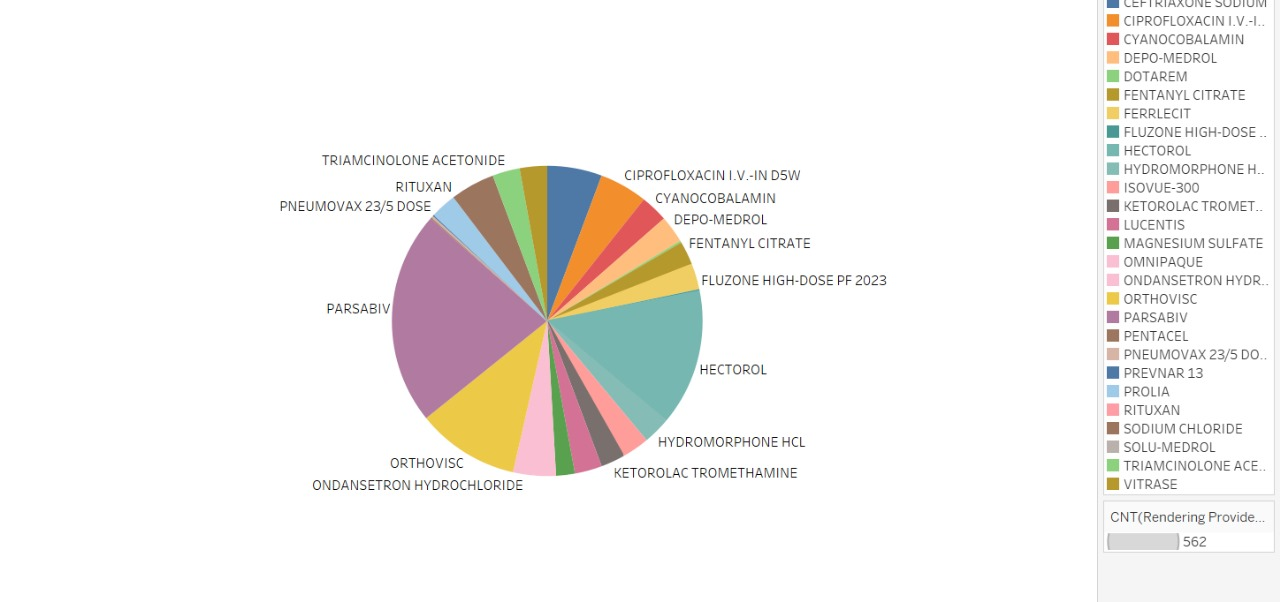 TRIAMCINOLONE ACETONIDE
RITUXAN
PNEUMOVAX 23/5 DOSE
PARSABIV
ORTHOVISC
ONDANSETRON HYDROCHLORIDE
CIPROFLOXACIN I.V.-IN D5W
CYANOCOBALAMIN
DEPO-MEDROL
FENTANYL CITRATE
FLUZONE HIGH-DOSE PF 2023
HECTOROL
HYDROMORPHONE HCL
KETOROLAC TROMETHAMINE
CEFTRIAXONE SODIUM
CIPROFLOXACIN I.V.-I..
CYANOCOBALAMIN
DEPO-MEDROL
DOTAREM
FENTANYL CITRATE
FERRLECIT
FLUZONE HIGH-DOSE ..
HECTOROL
HYDROMORPHONE H..
ISOVUE-300
KETOROLAC TROMET..
LUCENTIS
MAGNESIUM SULFATE
OMNIPAQUE
ONDANSETRON HYDR..
ORTHOVISC
PARSABIV
PENTACEL
PNEUMOVAX 23/5 DO..
PREVNAR 13
PROLIA
RITUXAN
SODIUM CHLORIDE
SOLU-MEDROL
TRIAMCINOLONE ACE..
VITRASE
CNT(Rendering Provide...
562